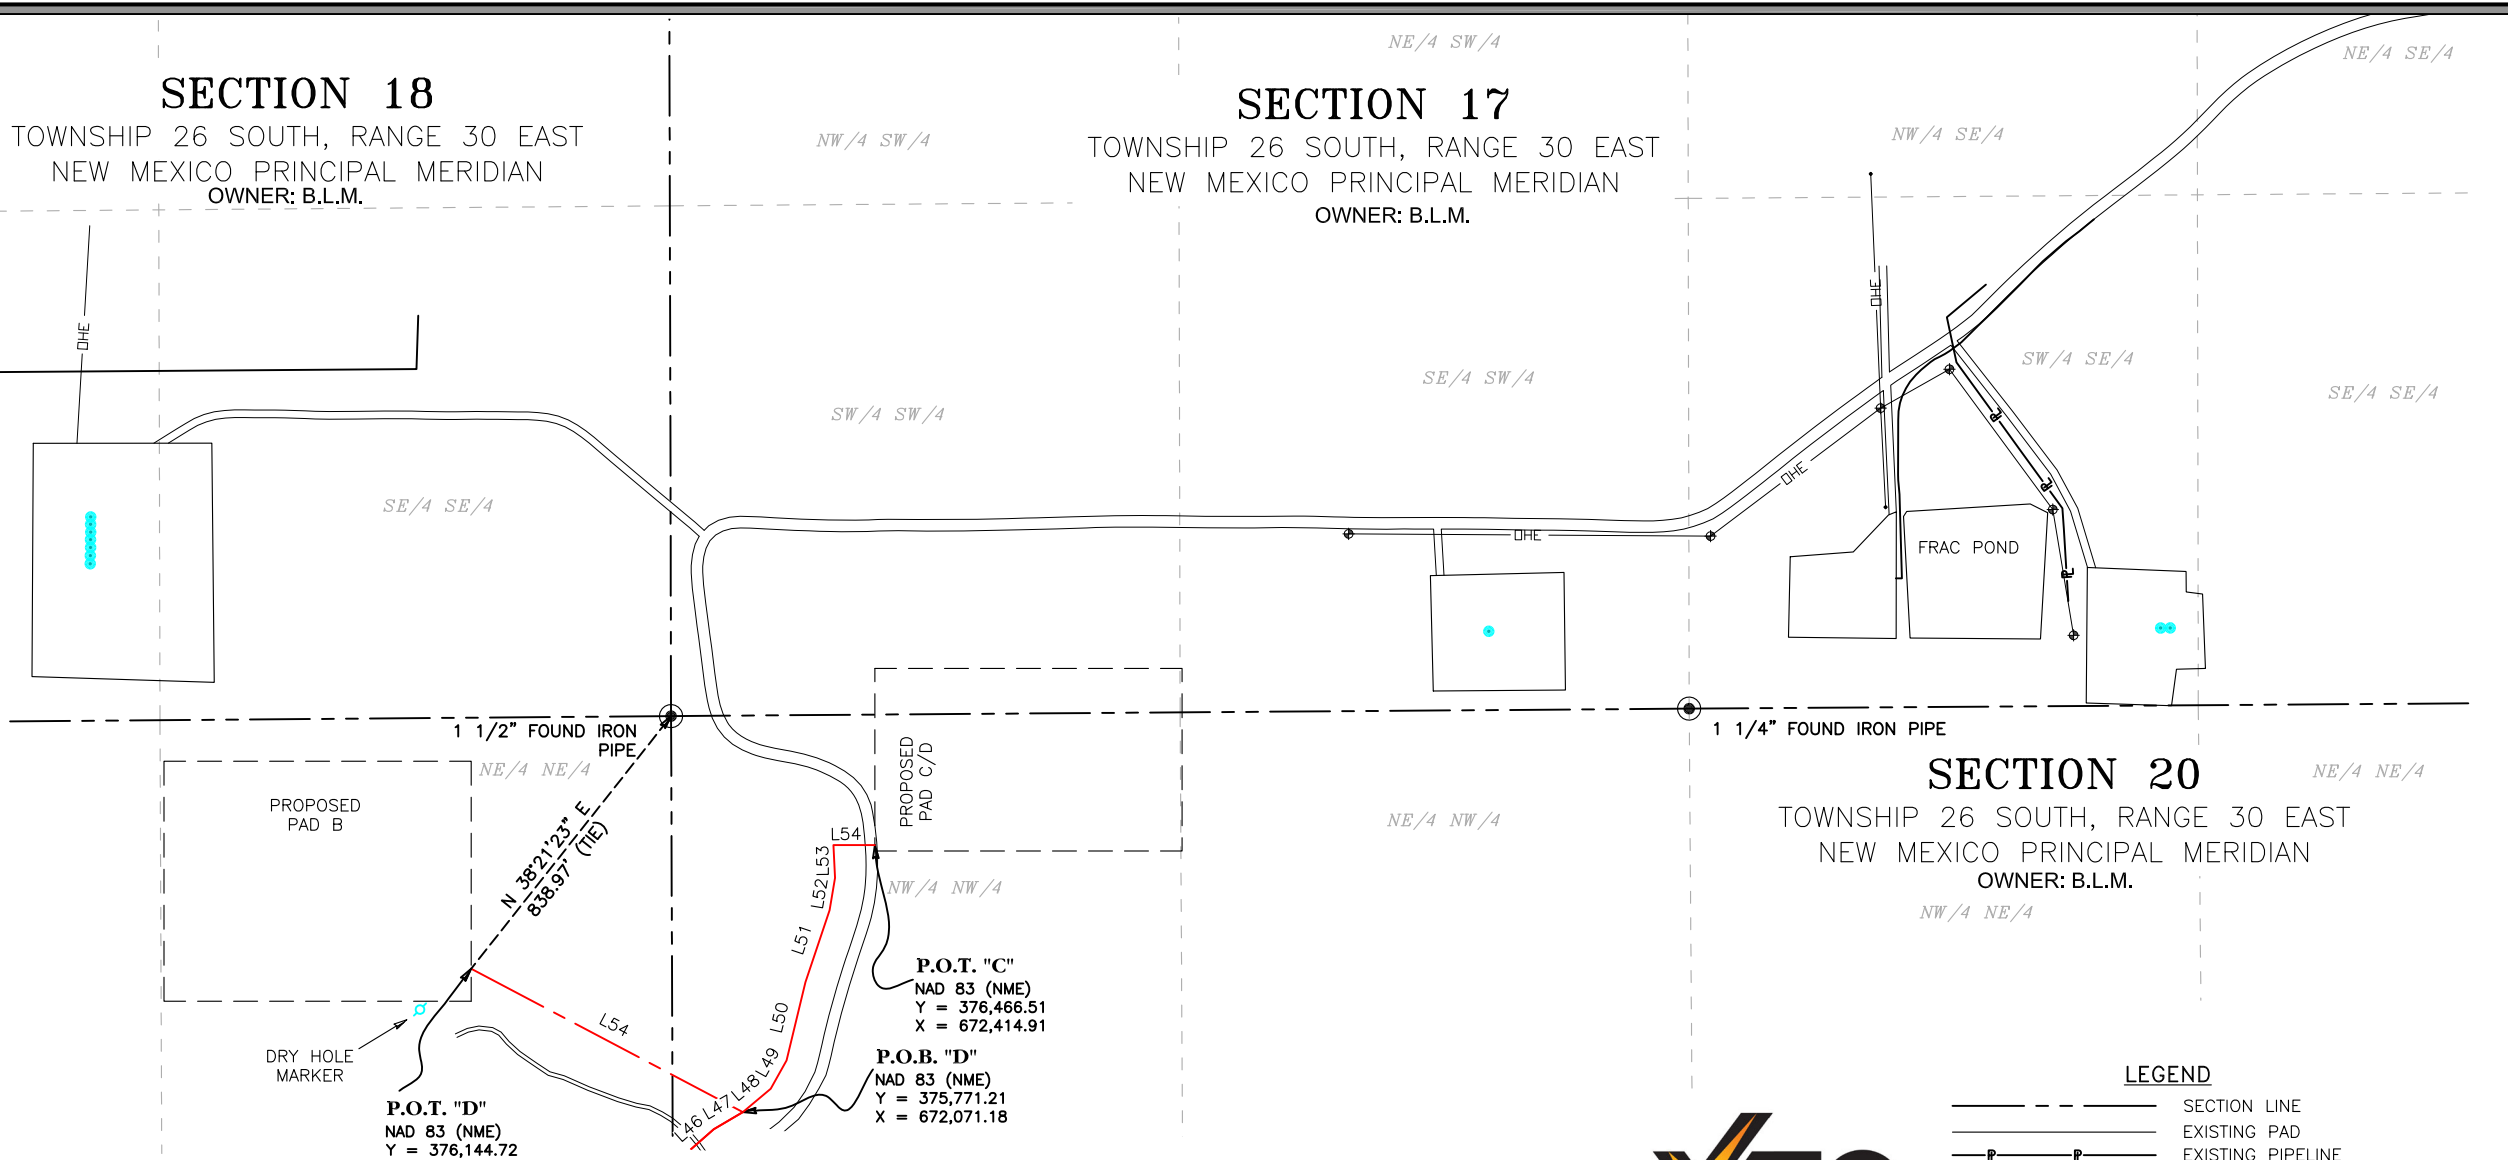 NE/4 SW/4
NE/4 SE/4
SECTION 18
TOWNSHIP 26 SOUTH, RANGE 30 EAST
NEW MEXICO PRINCIPAL MERIDIAN
OWNER: B.L.M.
NW/4 SW/4
SECTION 17
TOWNSHIP 26 SOUTH, RANGE 30 EAST
NEW MEXICO PRINCIPAL MERIDIAN
OWNER: B.L.M.
NW/4 SE/4
OHE
OHE
SW/4 SE/4
SE/4 SW/4
SE/4 SE/4
SW/4 SW/4
OHE
SE/4 SE/4
OHE
FRAC POND
1 1/2" FOUND IRON
PIPE
1 1/4" FOUND IRON PIPE
NE/4 NE/4
PROPOSED
PAD B
N 38°21'23" E
838.97' (TIE)
PROPOSED
PAD C/D
NE/4 NW/4
SECTION 20
TOWNSHIP 26 SOUTH, RANGE 30 EAST
NEW MEXICO PRINCIPAL MERIDIAN
OWNER: B.L.M.
NE/4 NE/4
NW/4 NE/4
L54
L53
L52
NW/4 NW/4
L51
L50
L49
L48
L47
L46
L54
P.O.T. "C"
NAD 83 (NME)
Y = 376,466.51
X = 672,414.91
P.O.B. "D"
NAD 83 (NME)
Y = 375,771.21
X = 672,071.18
DRY HOLE
MARKER
P.O.T. "D"
NAD 83 (NME)
Y = 376,144.72
LEGEND
SECTION LINE
EXISTING PAD
EXISTING PIPELINE